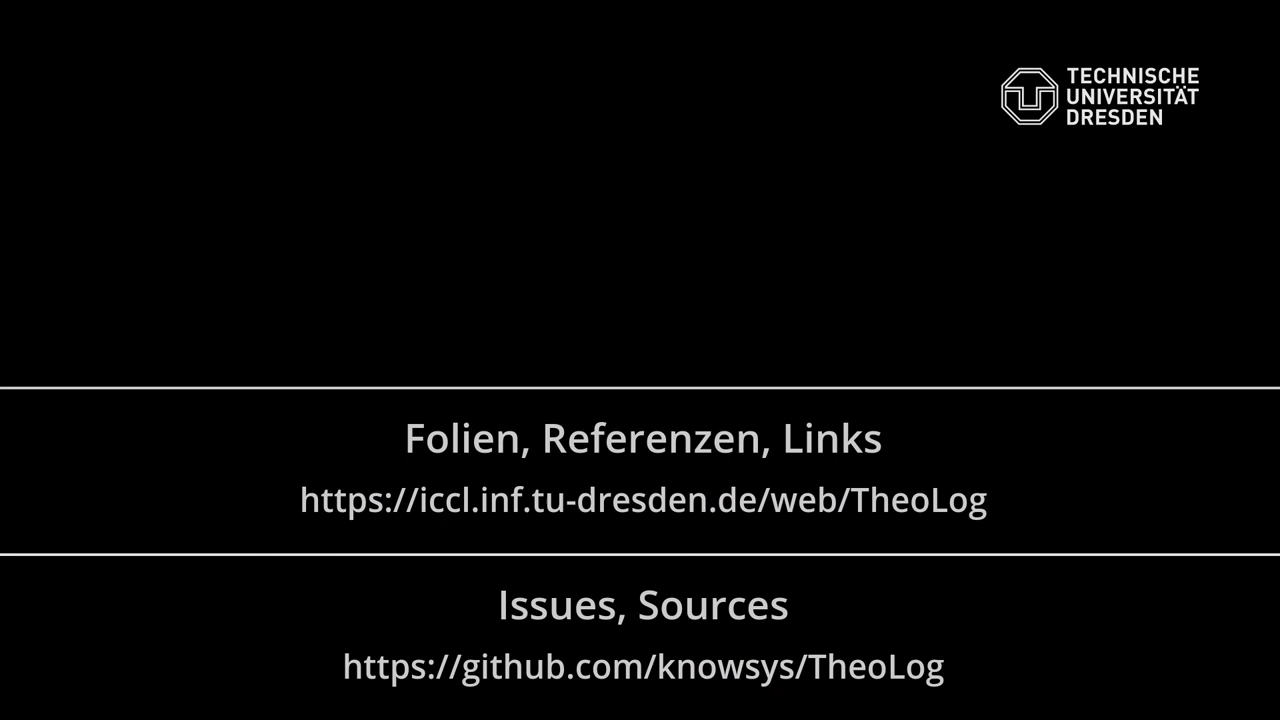 TECHNISCHE
UNIVERSITÄT
DRESDEN
Folien, Referenzen, Links
https://iccl.inf.tu-dresden.de/web/TheoLog
Issues, Sources
https://github.com/knowsys/TheoLog